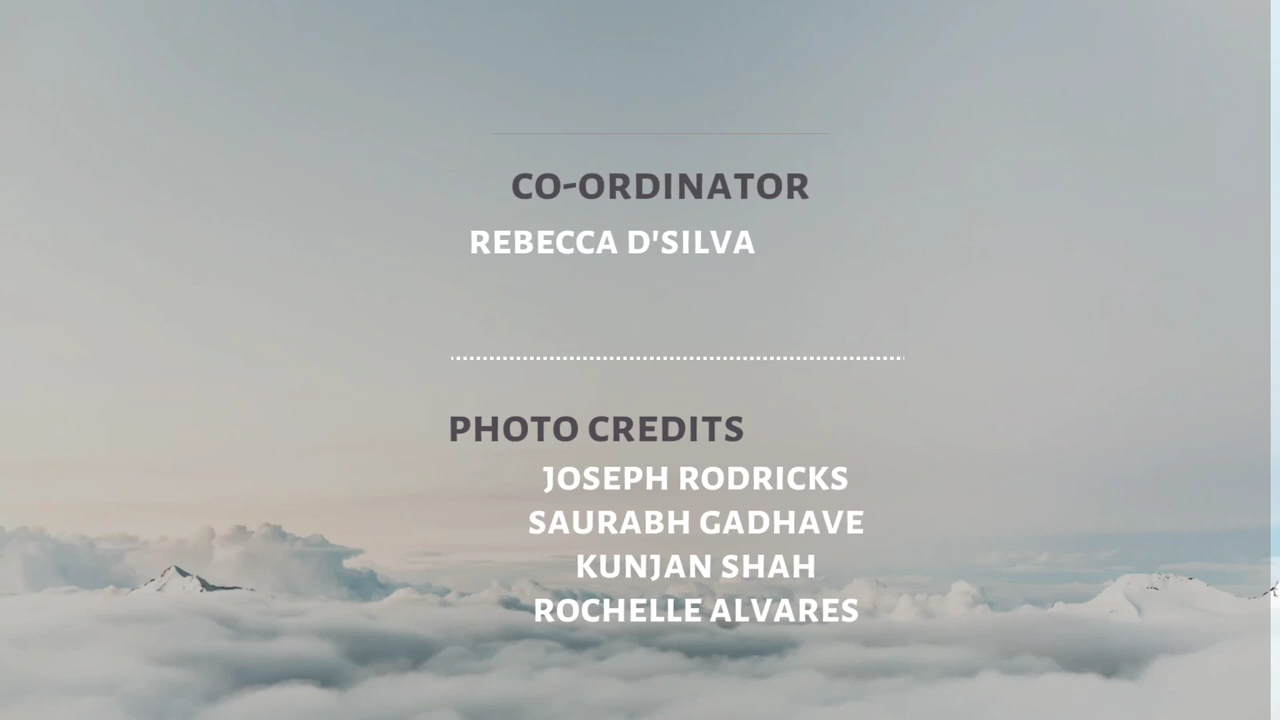 CO-ORDINATOR
REBECCA D'SILVA
PHOTO CREDITS
JOSEPH RODRICKS
SAURABH GADHAVE
KUNJAN SHAH
ROCHELLE ALVARES